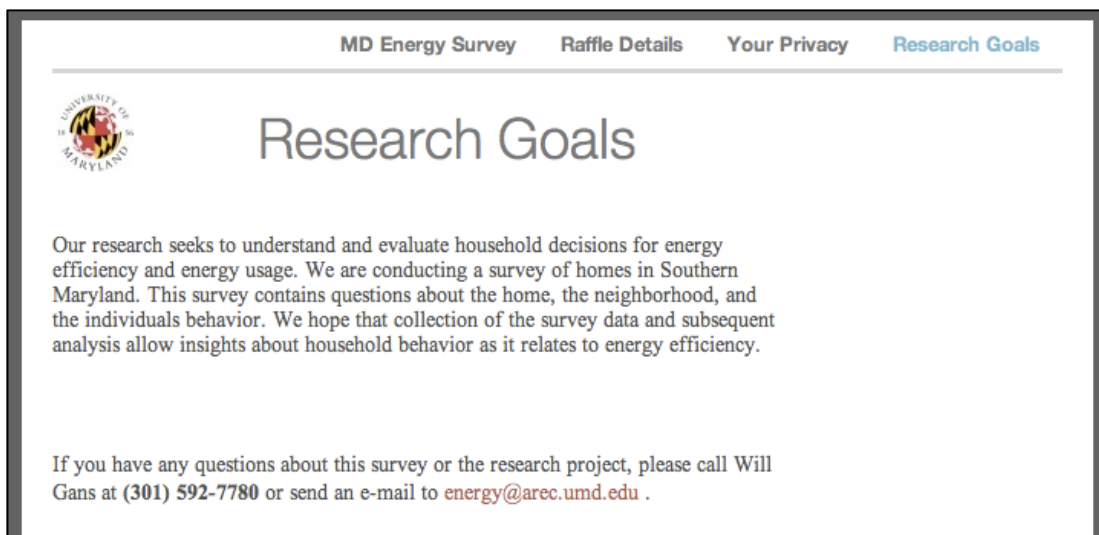 MD Energy Survey Raffle Details Your Privacy Research Goals
UNIVERSITY OF
18 56
MARYLAND
Research Goals
Our research seeks to understand and evaluate household decisions for energy
efficiency and energy usage. We are conducting a survey of homes in Southern
Maryland. This survey contains questions about the home, the neighborhood, and
the individuals behavior. We hope that collection of the survey data and subsequent
analysis allow insights about household behavior as it relates to energy efficiency.
If you have any questions about this survey or the research project, please call Will
Gans at (301) 592-7780 or send an e-mail to energy@arec.umd.edu .